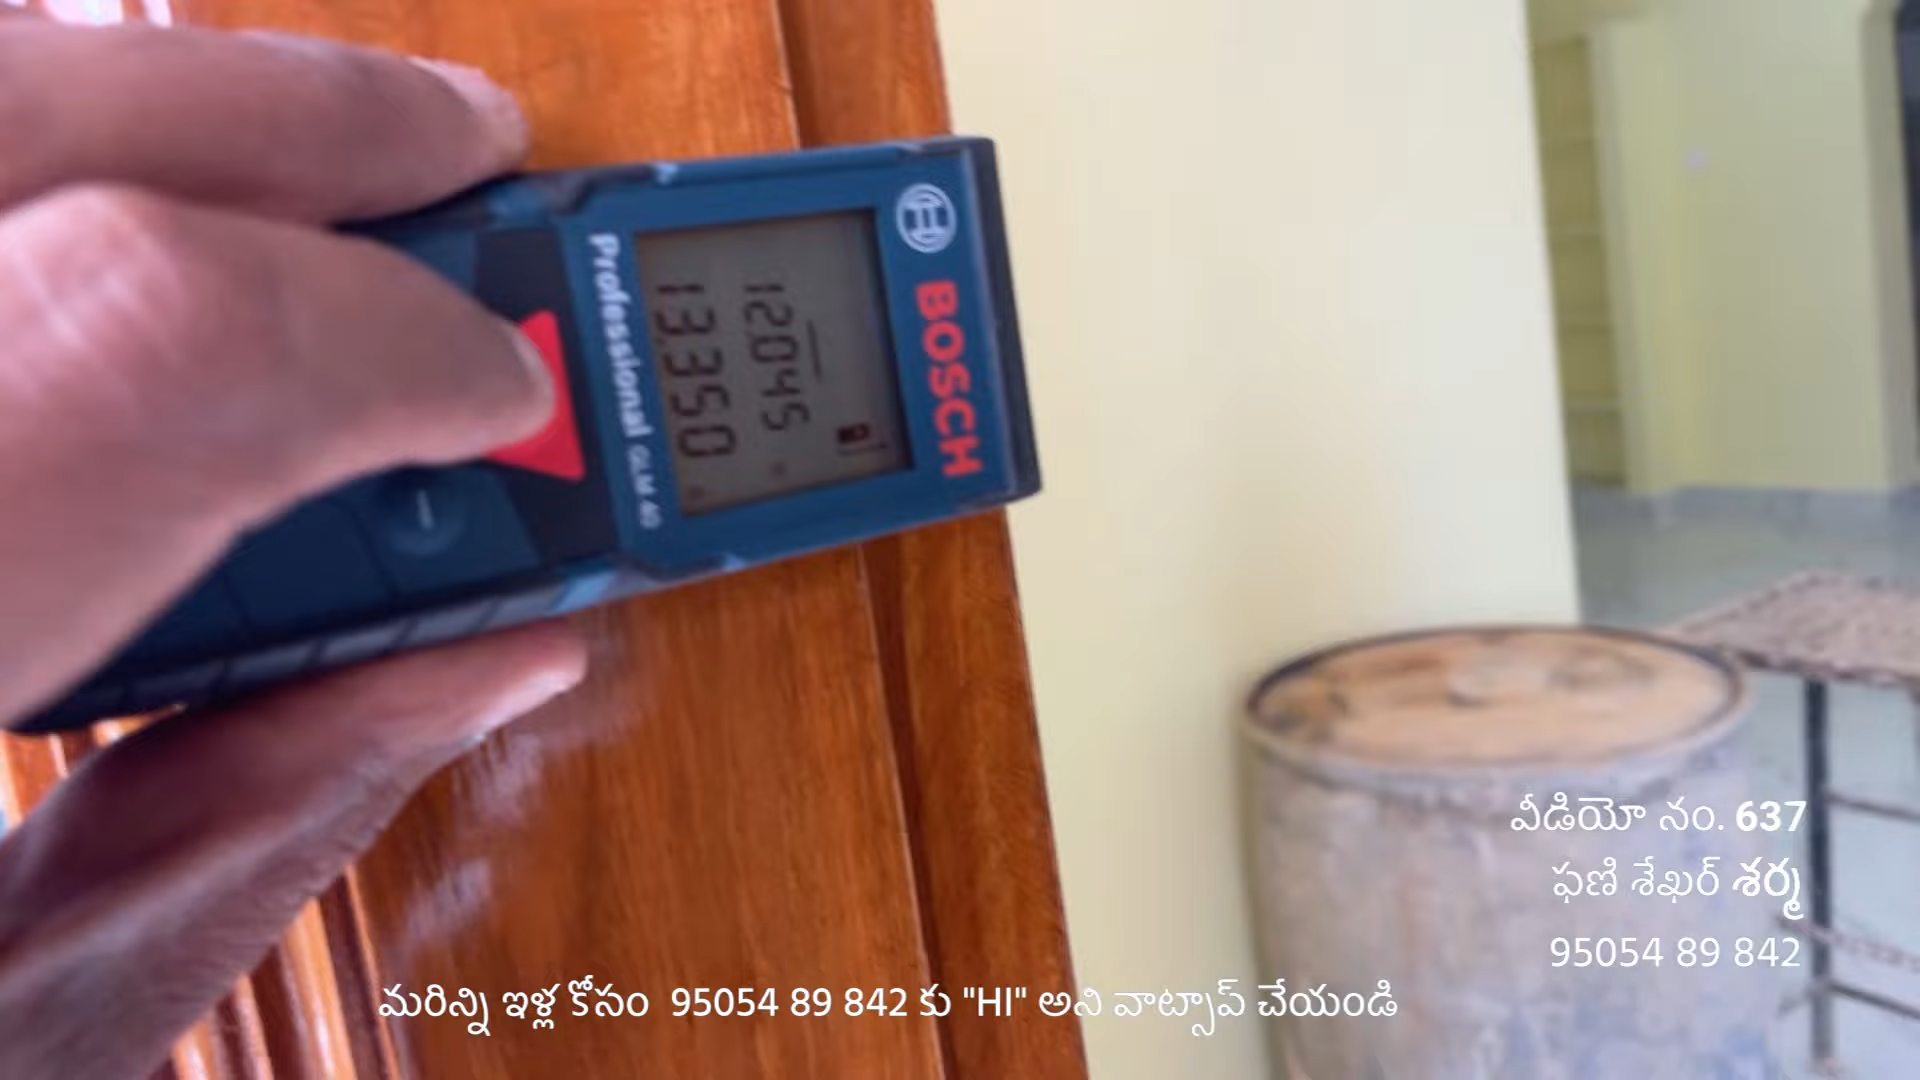 BOSCH
12.045
13.350
Professional GLM 40
వీడియో నం. 637
ఫణి శేఖర్ శర్మ
95054 89 842
మరిన్ని ఇళ్ల కోసం 95054 89 842 కు "HI" అని వాట్సాప్ చేయండి